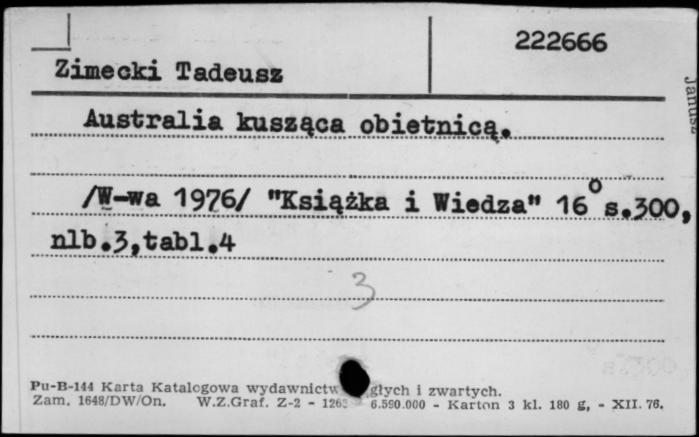 222666
Zimecki Tadeusz
Australia kusząca obietnicą.
/W-wa 1976/ "Książka i Wiedza" 16° s.300,
nlb.3,tabl.4
3
Pu-B-144 Karta Katalogowa wydawnictw głych i zwartych.
Zam. 1648/DW/On. W.Z.Graf. Z-2 - 6.590.000 - Karton 3 kl. 180 g, - XII. 76.
Janusz